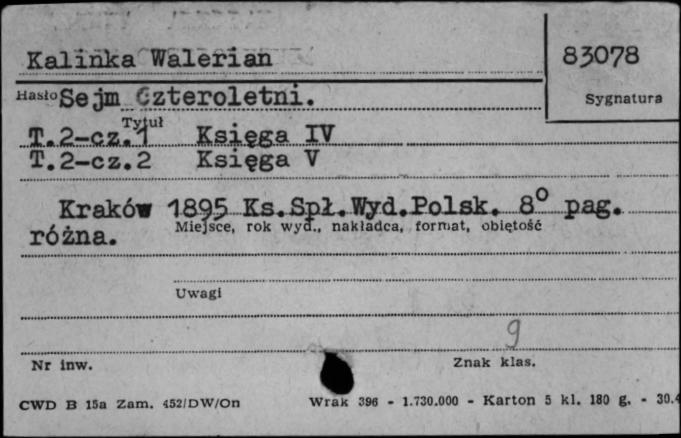 Kalinka Walerian
83078
Hasło Sejm Czteroletni.
Sygnatura
Tytuł
T.2-cz.1 Księga IV
T.2-cz.2 Księga V
Kraków 1895 Ks.Spł.Wyd.Polsk. 8° pag.
Miejsce, rok wyd., nakładca, format, objętość
różna.
Uwagi
9
Nr inw.
Znak klas.
CWD B 15a Zam. 452/DW/On
Wrak 396 - 1.730.000 - Karton 5 kl. 180 g. - 30.4